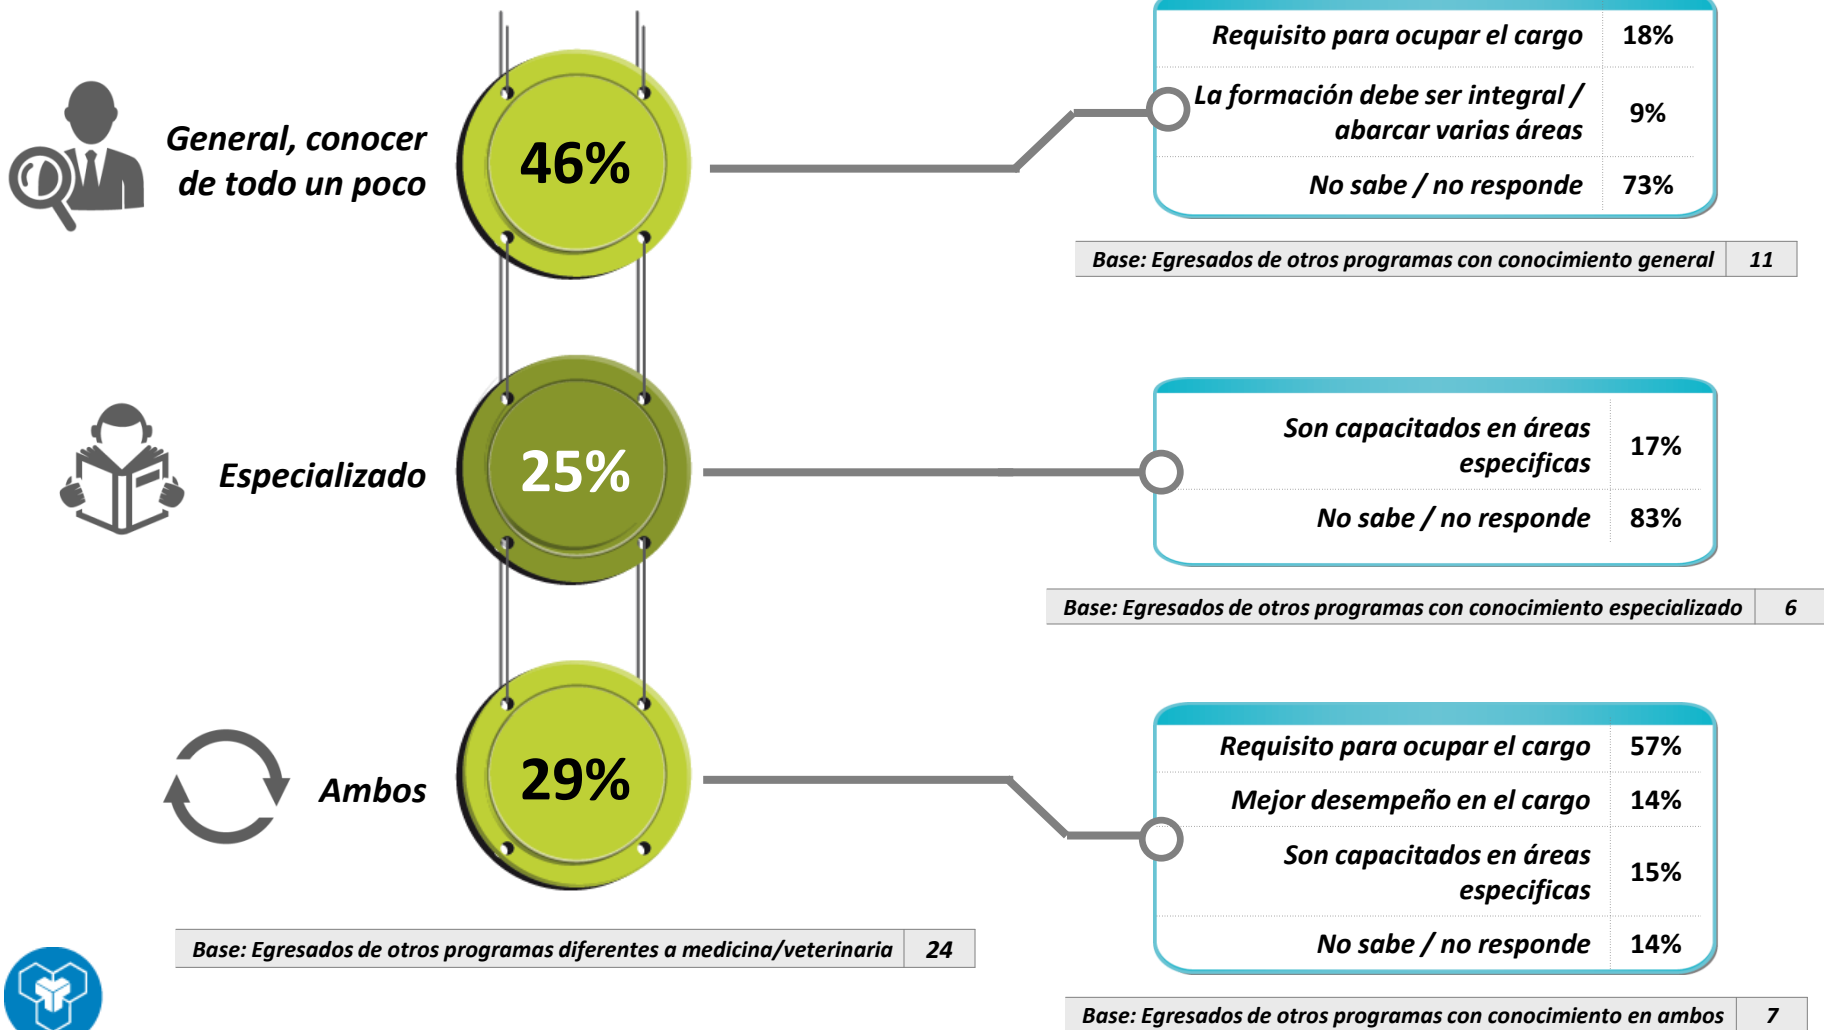 General, conocer
de todo un poco
46%
Requisito para ocupar el cargo 18%
La formación debe ser integral /
abarcar varias áreas 9%
No sabe / no responde 73%
Base: Egresados de otros programas con conocimiento general 11
Especializado
25%
Son capacitados en áreas
especificas 17%
No sabe / no responde 83%
Base: Egresados de otros programas con conocimiento especializado 6
Ambos
29%
Requisito para ocupar el cargo 57%
Mejor desempeño en el cargo 14%
Son capacitados en áreas
especificas 15%
No sabe / no responde 14%
Base: Egresados de otros programas diferentes a medicina/veterinaria 24
Base: Egresados de otros programas con conocimiento en ambos 7